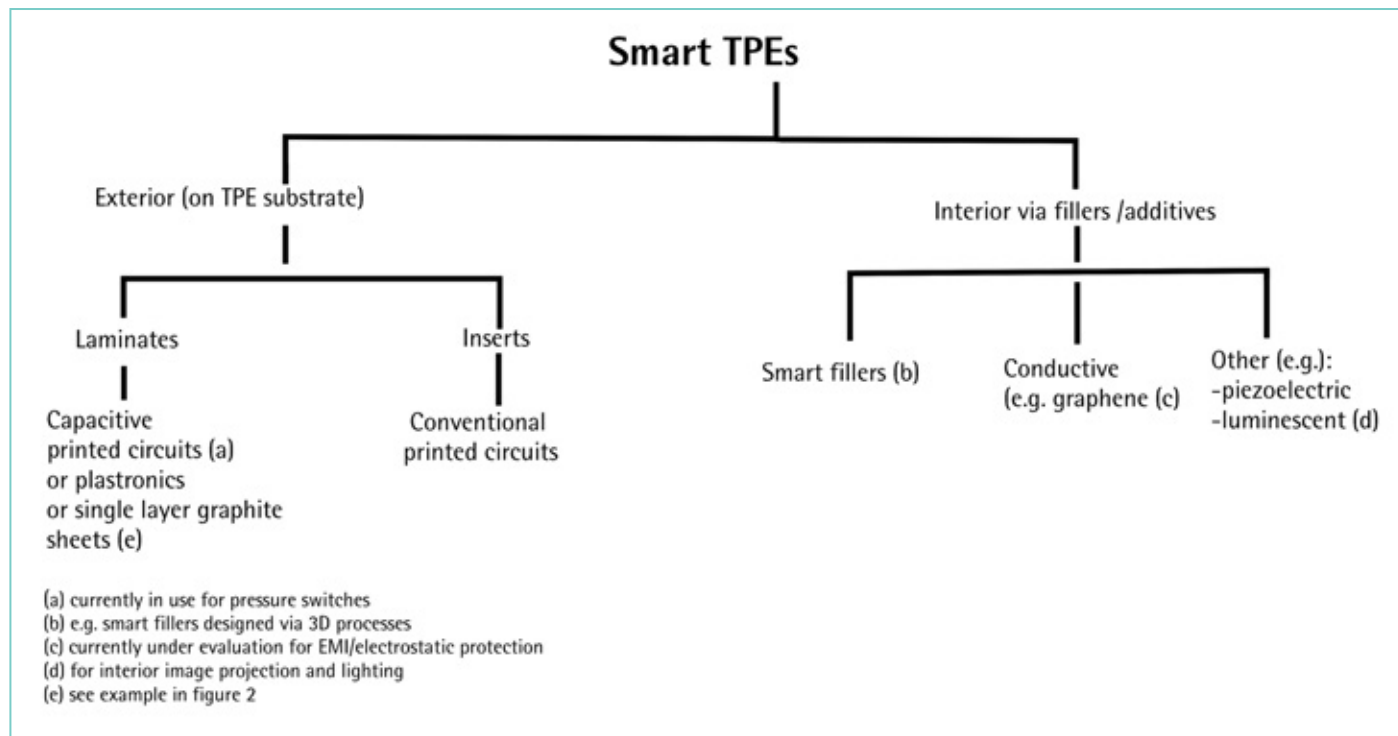 Smart TPEs
Exterior (on TPE substrate)
Interior via fillers /additives
Laminates
Inserts
Smart fillers (b)
Conductive
(e.g. graphene (c)
Other (e.g.):
-piezoelectric
-luminescent (d)
Capacitive
printed circuits (a)
or plastronics
or single layer graphite
sheets (e)
Conventional
printed circuits
(a) currently in use for pressure switches
(b) e.g. smart fillers designed via 3D processes
(c) currently under evaluation for EMI/electrostatic protection
(d) for interior image projection and lighting
(e) see example in figure 2